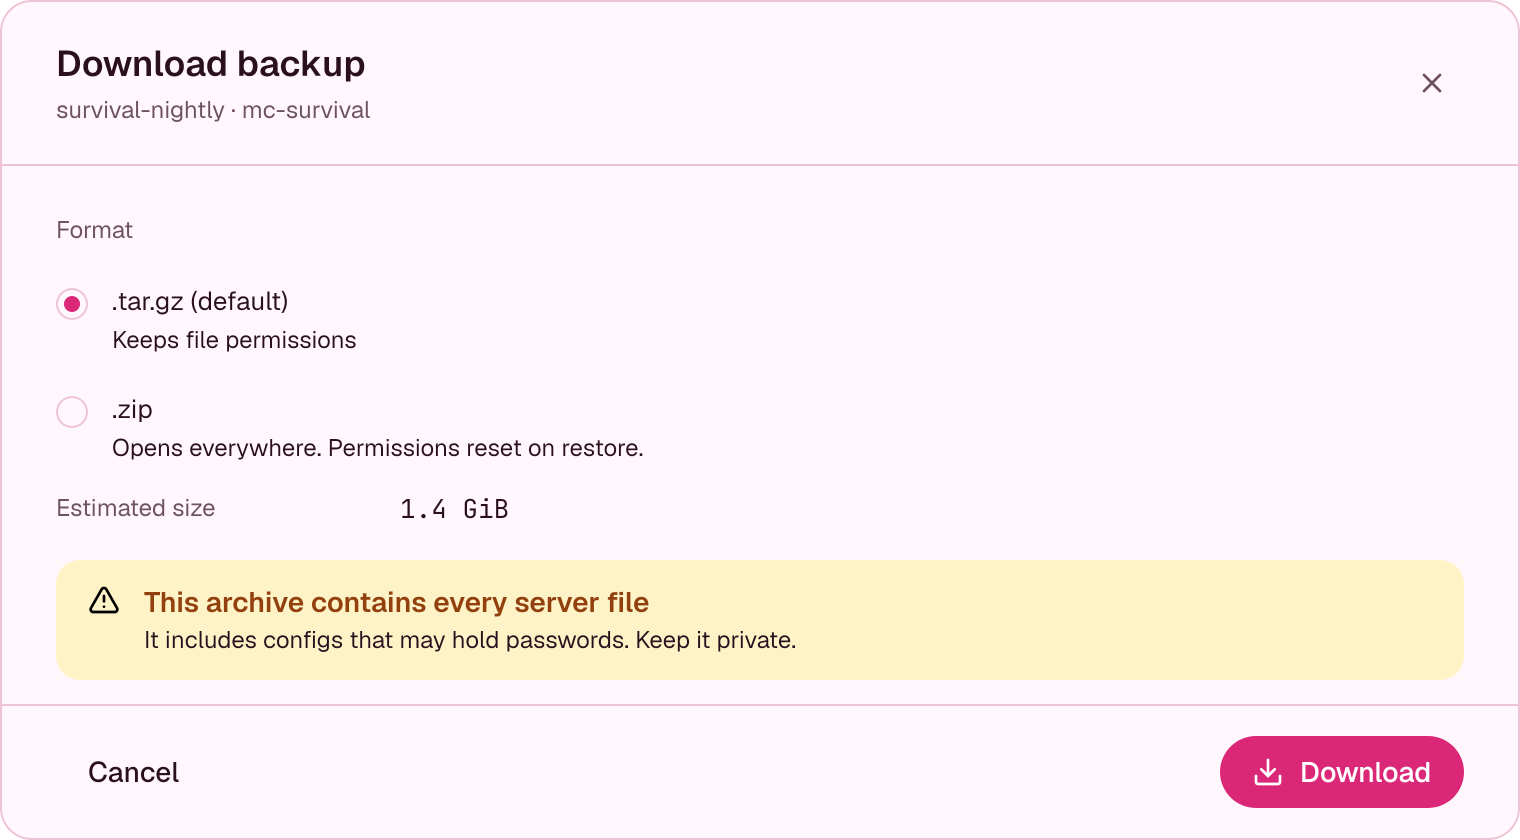 Download backup
survival-nightly · mc-survival
Format
.tar.gz (default)
Keeps file permissions
.zip
Opens everywhere. Permissions reset on restore.
Estimated size 1.4 GiB
This archive contains every server file
It includes configs that may hold passwords. Keep it private.
Cancel Download